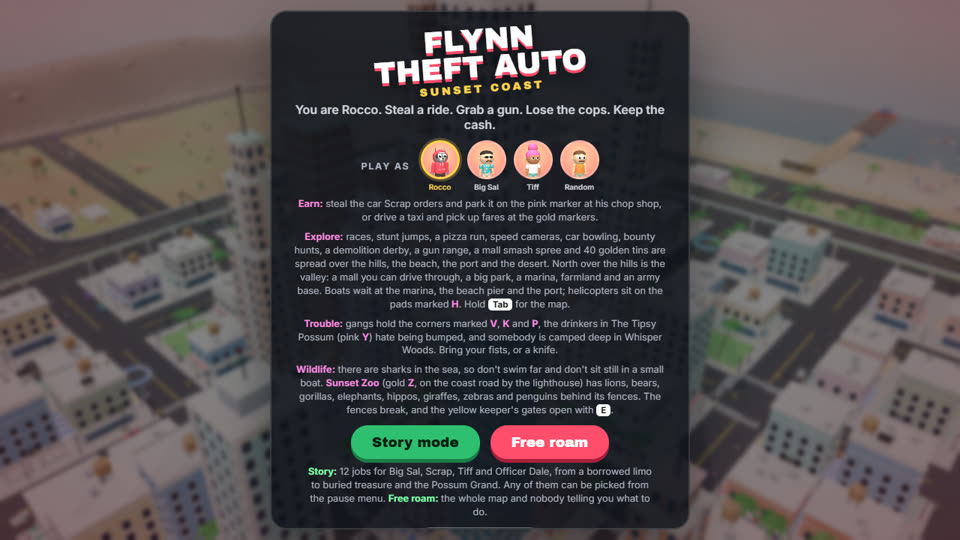 FLYNN
THEFT AUTO
SUNSET COAST
You are Rocco. Steal a ride. Grab a gun. Lose the cops. Keep the
cash.
PLAY AS
Rocco
Big Sal
Tiff
Random
Earn: steal the car Scrap orders and park it on the pink marker at his chop shop,
or drive a taxi and pick up fares at the gold markers.
Explore: races, stunt jumps, a pizza run, speed cameras, car bowling, bounty
hunts, a demolition derby, a gun range, a mall smash spree and 40 golden tins are
spread over the hills, the beach, the port and the desert. North over the hills is the
valley: a mall you can drive through, a big park, a marina, farmland and an army
base. Boats wait at the marina, the beach pier and the port; helicopters sit on the
pads marked H. Hold Tab for the map.
Trouble: gangs hold the corners marked V, K and P, the drinkers in The Tipsy
Possum (pink Y) hate being bumped, and somebody is camped deep in Whisper
Woods. Bring your fists, or a knife.
Wildlife: there are sharks in the sea, so don't swim far and don't sit still in a small
boat. Sunset Zoo (gold Z, on the coast road by the lighthouse) has lions, bears,
gorillas, elephants, hippos, giraffes, zebras and penguins behind its fences. The
fences break, and the yellow keeper's gates open with E.
Story mode
Free roam
Story: 12 jobs for Big Sal, Scrap, Tiff and Officer Dale, from a borrowed limo
to buried treasure and the Possum Grand. Any of them can be picked from
the pause menu. Free roam: the whole map and nobody telling you what to
do.